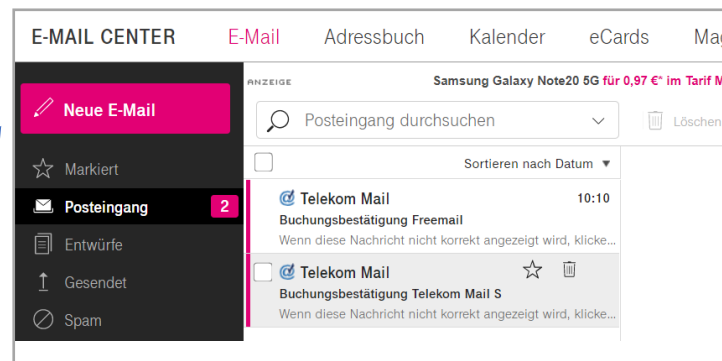 E-MAIL CENTER E-Mail Adressbuch Kalender eCards
ANZEIGE Samsung Galaxy Note20 5G für 0,97 €* im Tarif M
Neue E-Mail
Posteingang durchsuchen
Löschen
Markiert
Sortieren nach Datum
Posteingang 2
Entwürfe
Gesendet
Spam
Telekom Mail 10:10
Buchungsbestätigung Freemail
Wenn diese Nachricht nicht korrekt angezeigt wird, klicke...
Telekom Mail
Buchungsbestätigung Telekom Mail S
Wenn diese Nachricht nicht korrekt angezeigt wird, klicke...